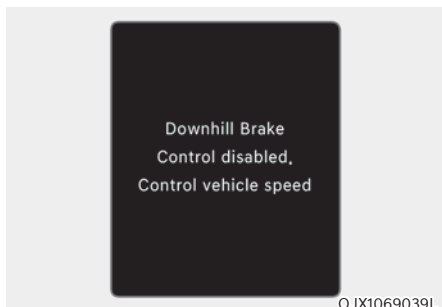 Downhill Brake
Control disabled.
Control vehicle speed
OJX1069039L